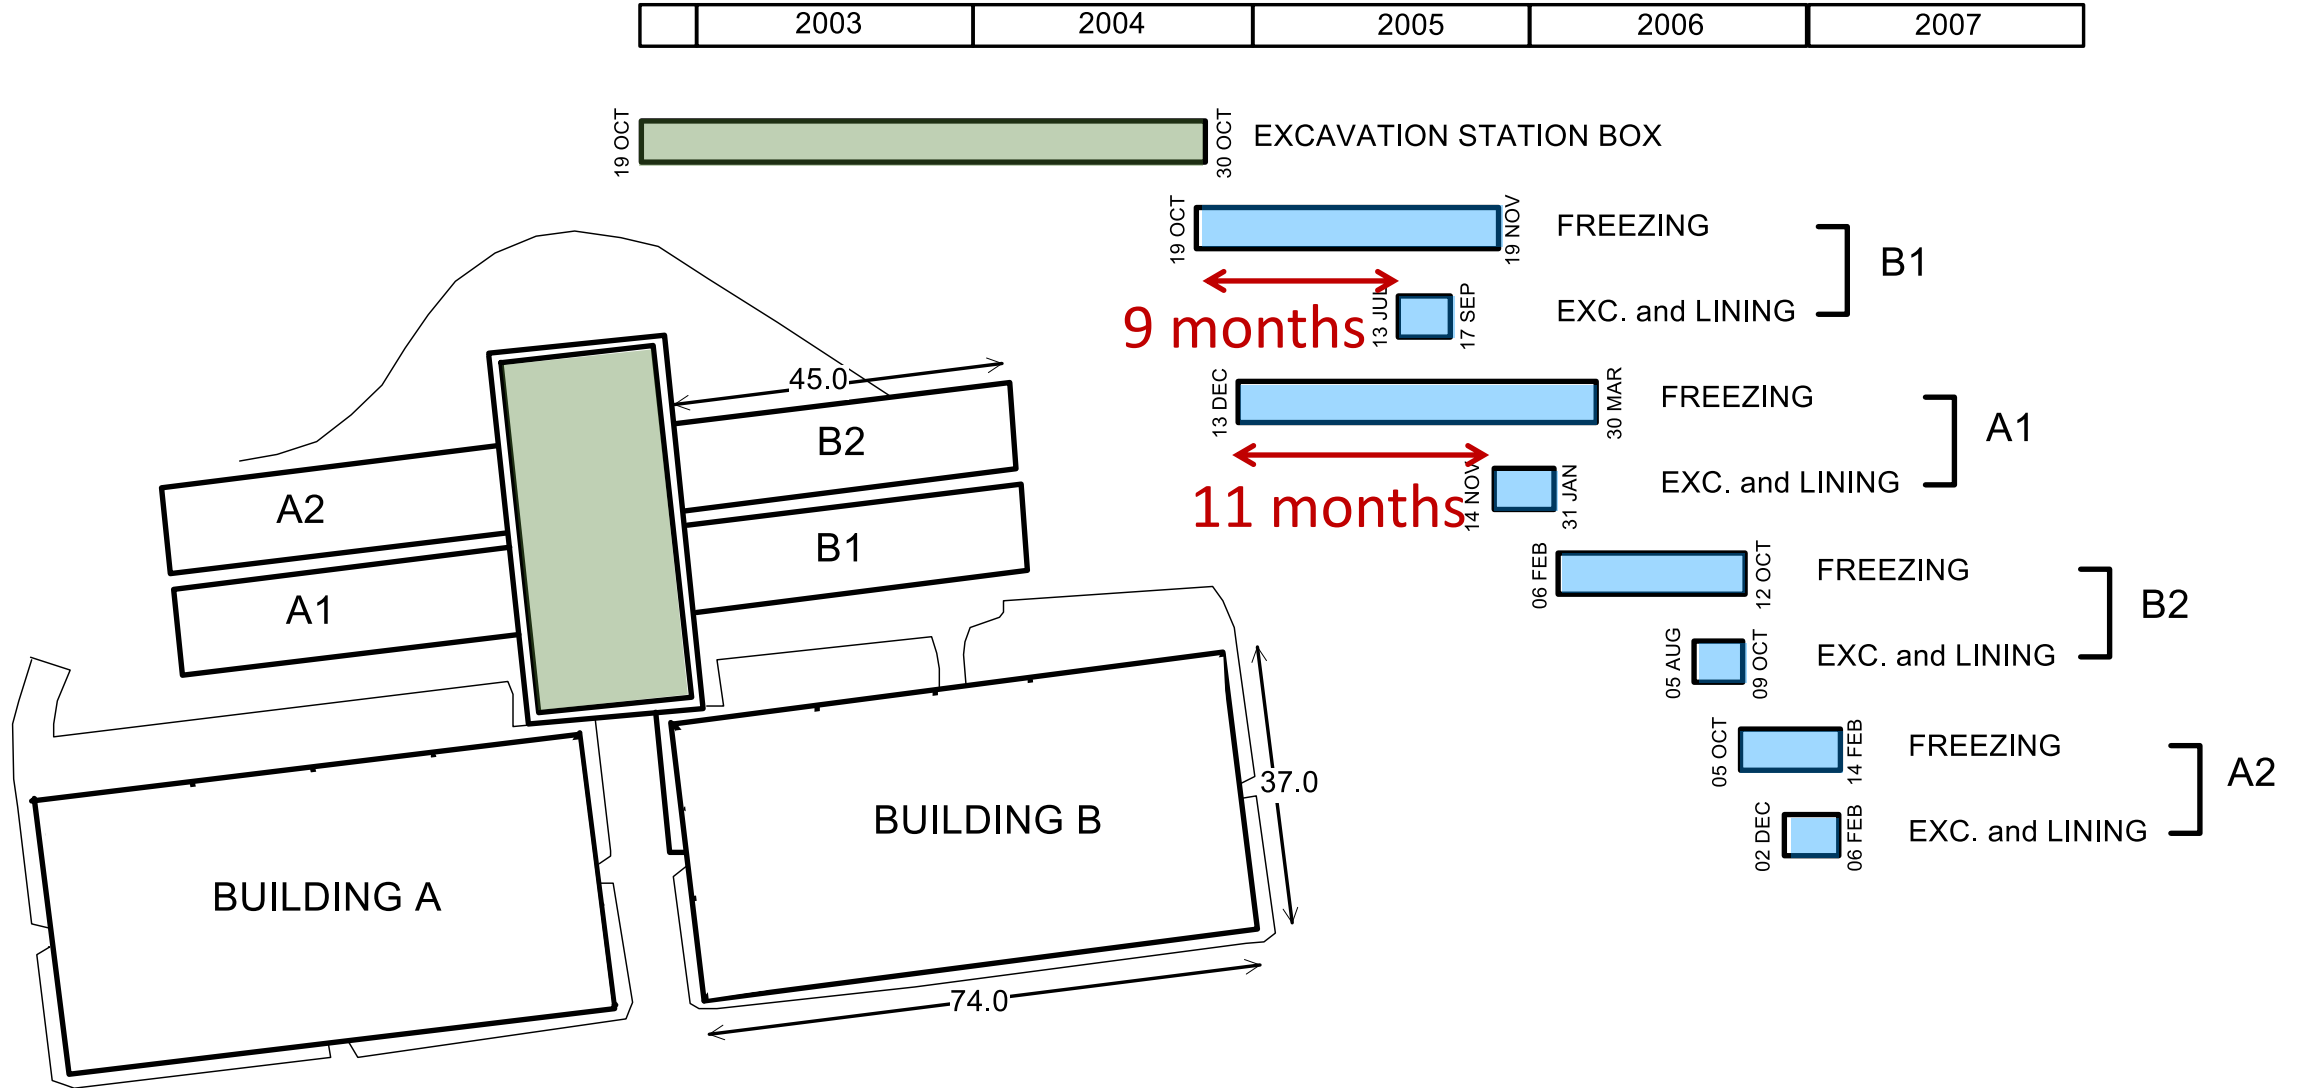 2003 2004 2005 2006 2007
19 OCT
30 OCT
EXCAVATION STATION BOX
19 OCT
19 NOV
FREEZING
B1
9 months
13 JUL
17 SEP
EXC. and LINING
13 DEC
30 MAR
FREEZING
A1
11 months
14 NOV
31 JAN
EXC. and LINING
06 FEB
12 OCT
FREEZING
B2
05 AUG
09 OCT
EXC. and LINING
05 OCT
14 FEB
FREEZING
A2
02 DEC
06 FEB
EXC. and LINING
45.0
B2
A2
B1
A1
37.0
BUILDING B
BUILDING A
74.0